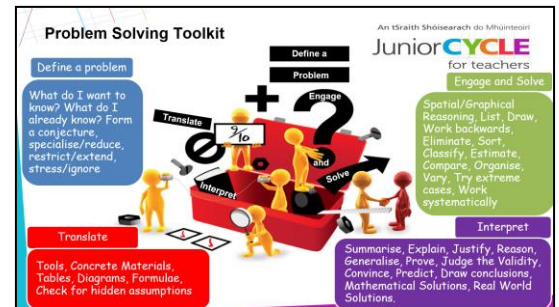 Problem Solving Toolkit
An tSraith Shóisearach do Mhúinteoirí
JuniorCYCLE
for teachers
Define a problem
What do I want to
know? What do I
already know? Form
a conjecture,
specialise/reduce,
restrict/extend,
stress/ignore
Define a
Problem
Translate
Engage
and
Solve
Interpret
9/10
Engage and Solve
Spatial/Graphical
Reasoning, List, Draw,
Work backwards,
Eliminate, Sort,
Classify, Estimate,
Compare, Organise,
Vary, Try extreme
cases, Work
systematically
Translate
Tools, Concrete Materials,
Tables, Diagrams, Formulae,
Check for hidden assumptions
Interpret
Summarise, Explain, Justify, Reason,
Generalise, Prove, Judge the Validity,
Convince, Predict, Draw conclusions,
Mathematical Solutions, Real World
Solutions.